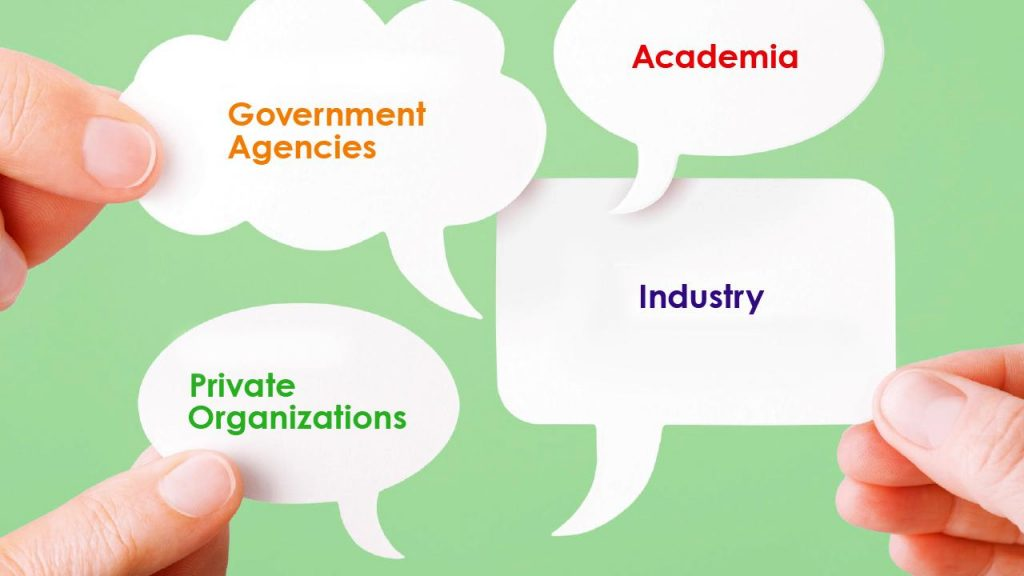 Government
Agencies
Academia
Industry
Private
Organizations